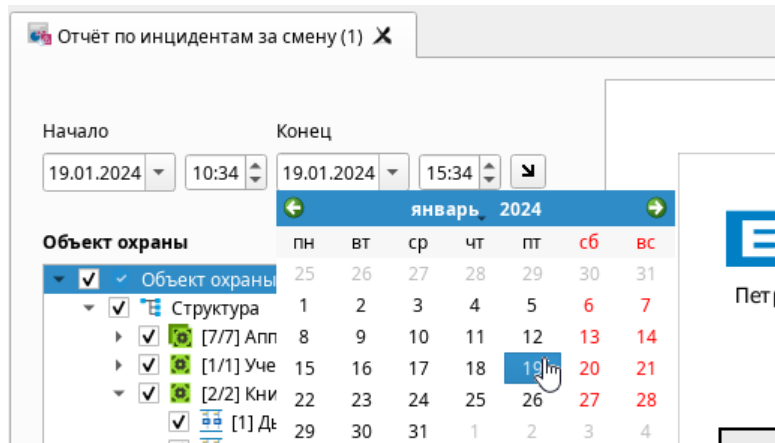 Отчёт по инцидентам за смену (1)
Начало
Конец
19.01.2024 10:34 19.01.2024 15:34
январь, 2024
Объект охраны
пн вт ср чт пт сб вс
Объект охраны 25 26 27 28 29 30 31
Структура 1 2 3 4 5 6 7
Пет
[7/7] Апп 8 9 10 11 12 13 14
[1/1] Уче 15 16 17 18 19 20 21
[2/2] Кни 22 23 24 25 26 27 28
[1] Дь 29 30 31 1 2 3 4